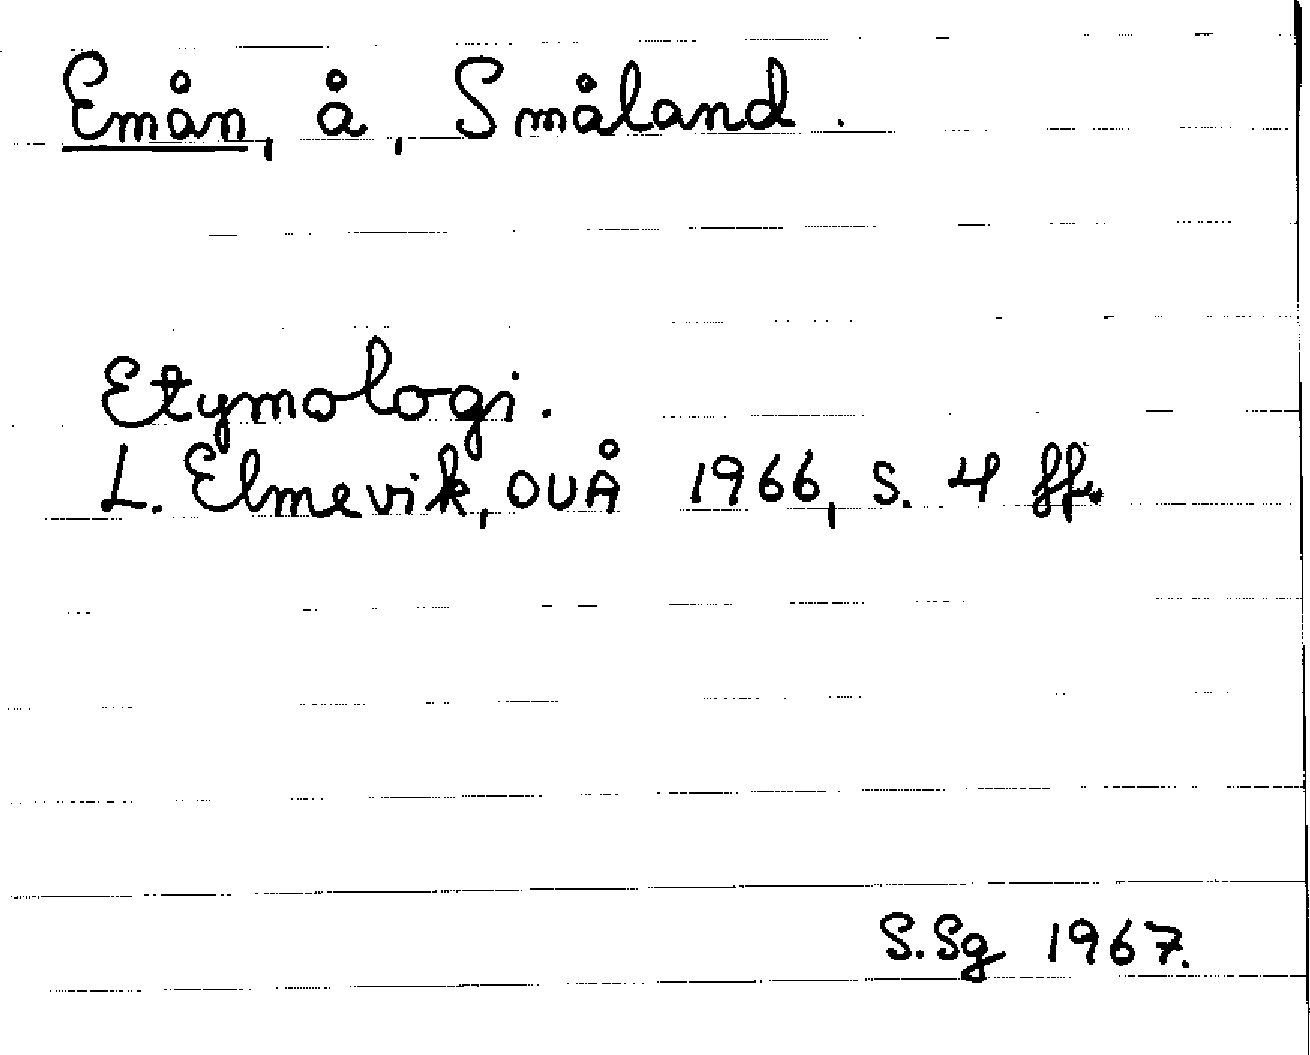 Emån, å, Småland.
Etymologi.
L. Elmevik, OUÅ 1966, s. 4 ff.
S.Sg 1967.